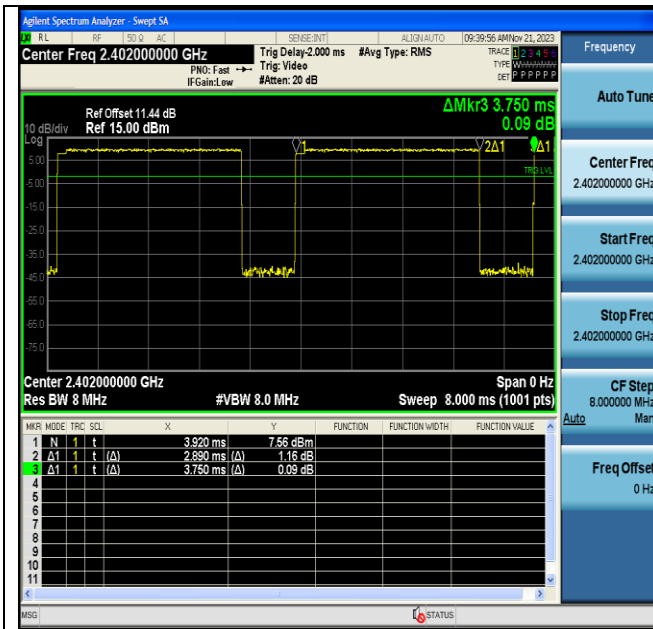 Agilent Spectrum Analyzer - Swept SA
RL RF 50 Ω AC SENSE:INT ALIGN AUTO 09:39:56 AM Nov 21, 2023
Center Freq 2.402000000 GHz
PNO: Fast
IFGain:Low
Trig Delay-2.000 ms
Trig: Video
#Atten: 20 dB
#Avg Type: RMS
TRACE 1 2 3 4 5 6
TYPE
DET P P P P P P
Frequency
Ref Offset 11.44 dB
10 dB/div Ref 15.00 dBm
Log
ΔMkr3 3.750 ms
0.09 dB
1 2Δ1 3Δ1
TRIG LVL
5.00
-5.00
-15.0
-25.0
-35.0
-45.0
-55.0
-65.0
-75.0
Center 2.402000000 GHz Span 0 Hz
Res BW 8 MHz #VBW 8.0 MHz Sweep 8.000 ms (1001 pts)
MKR MODE TRC SCL X Y FUNCTION FUNCTION WIDTH FUNCTION VALUE
1 N 1 t 3.920 ms 7.56 dBm
2 Δ1 1 t (Δ) 2.890 ms (Δ) 1.16 dB
3 Δ1 1 t (Δ) 3.750 ms (Δ) 0.09 dB
4
5
6
7
8
9
10
11
MSG STATUS
Auto Tune
Center Freq
2.402000000 GHz
Start Freq
2.402000000 GHz
Stop Freq
2.402000000 GHz
CF Step
8.000000 MHz
Auto Man
Freq Offset
0 Hz